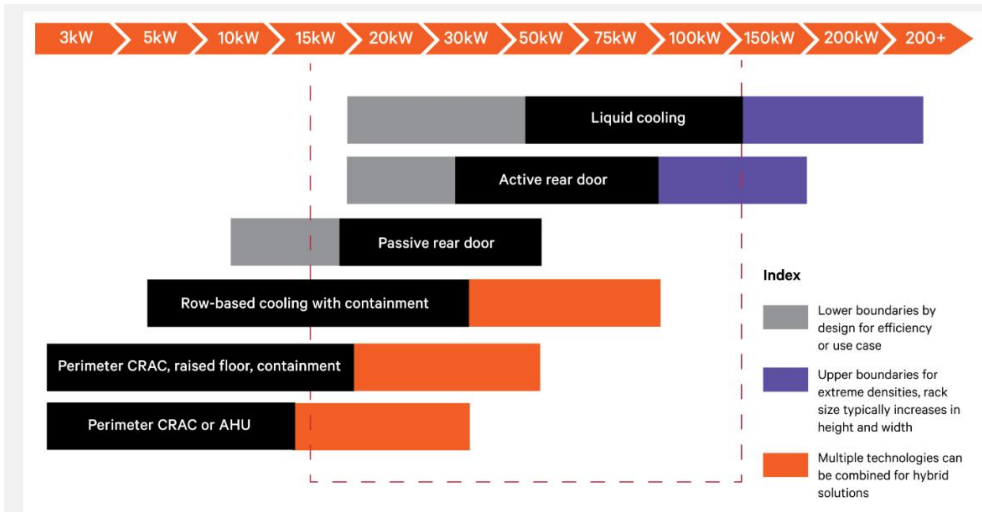 3kW 5kW 10kW 15kW 20kW 30kW 50kW 75kW 100kW 150kW 200kW 200+
Liquid cooling
Active rear door
Passive rear door
Row-based cooling with containment
Perimeter CRAC, raised floor, containment
Perimeter CRAC or AHU
Index
Lower boundaries by
design for efficiency
or use case
Upper boundaries for
extreme densities, rack
size typically increases in
height and width
Multiple technologies can
be combined for hybrid
solutions